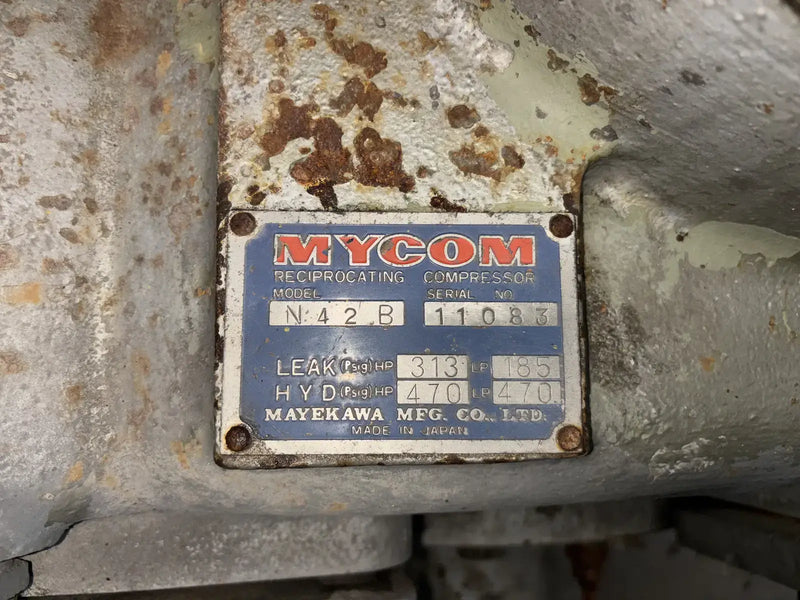 MYCOM
RECIPROCATING COMPRESSOR
MODEL SERIAL NO.
N42B 11083
LEAK (Psig) HP 313 LP 185
HYD (Psig) HP 470 LP 470
MAYEKAWA MFG. CO., LTD.
MADE IN JAPAN